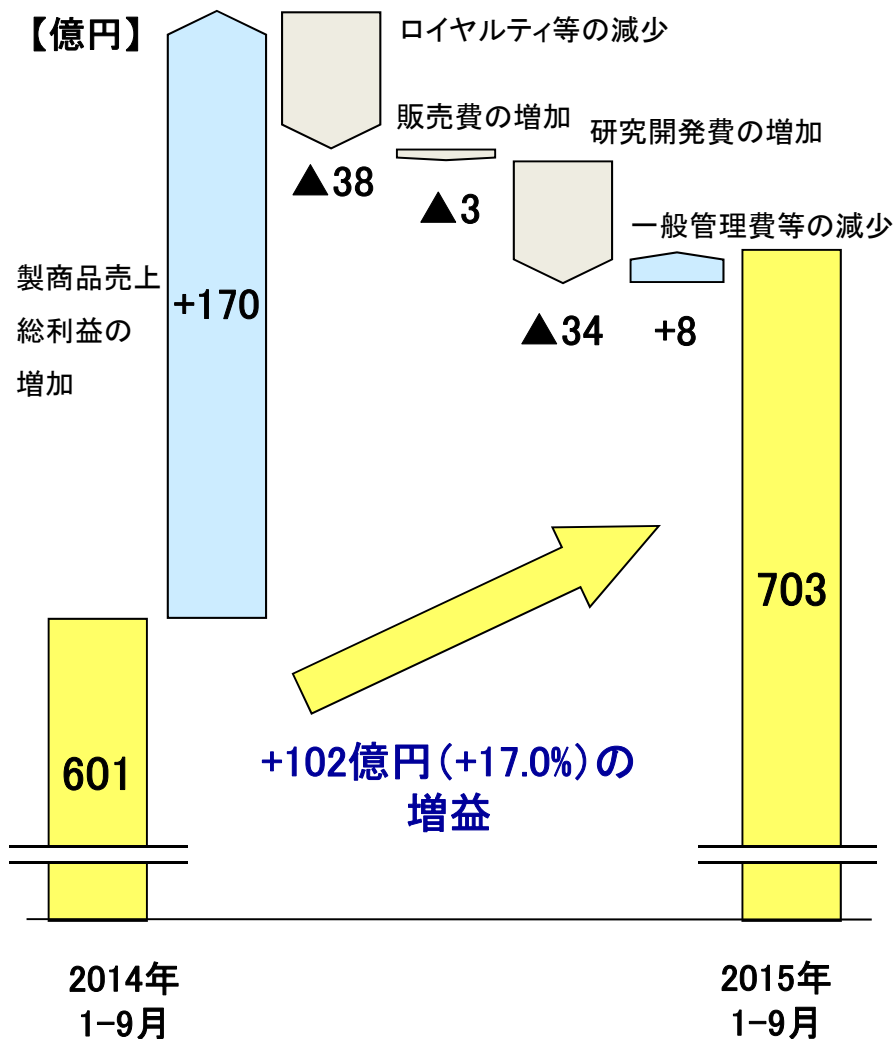 【億円】
ロイヤルティ等の減少
▲38
販売費の増加
▲3
研究開発費の増加
▲34
一般管理費等の減少
+8
製商品売上
総利益の
増加
+170
601
703
+102億円(+17.0%)の
増益
2014年
1-9月
2015年
1-9月